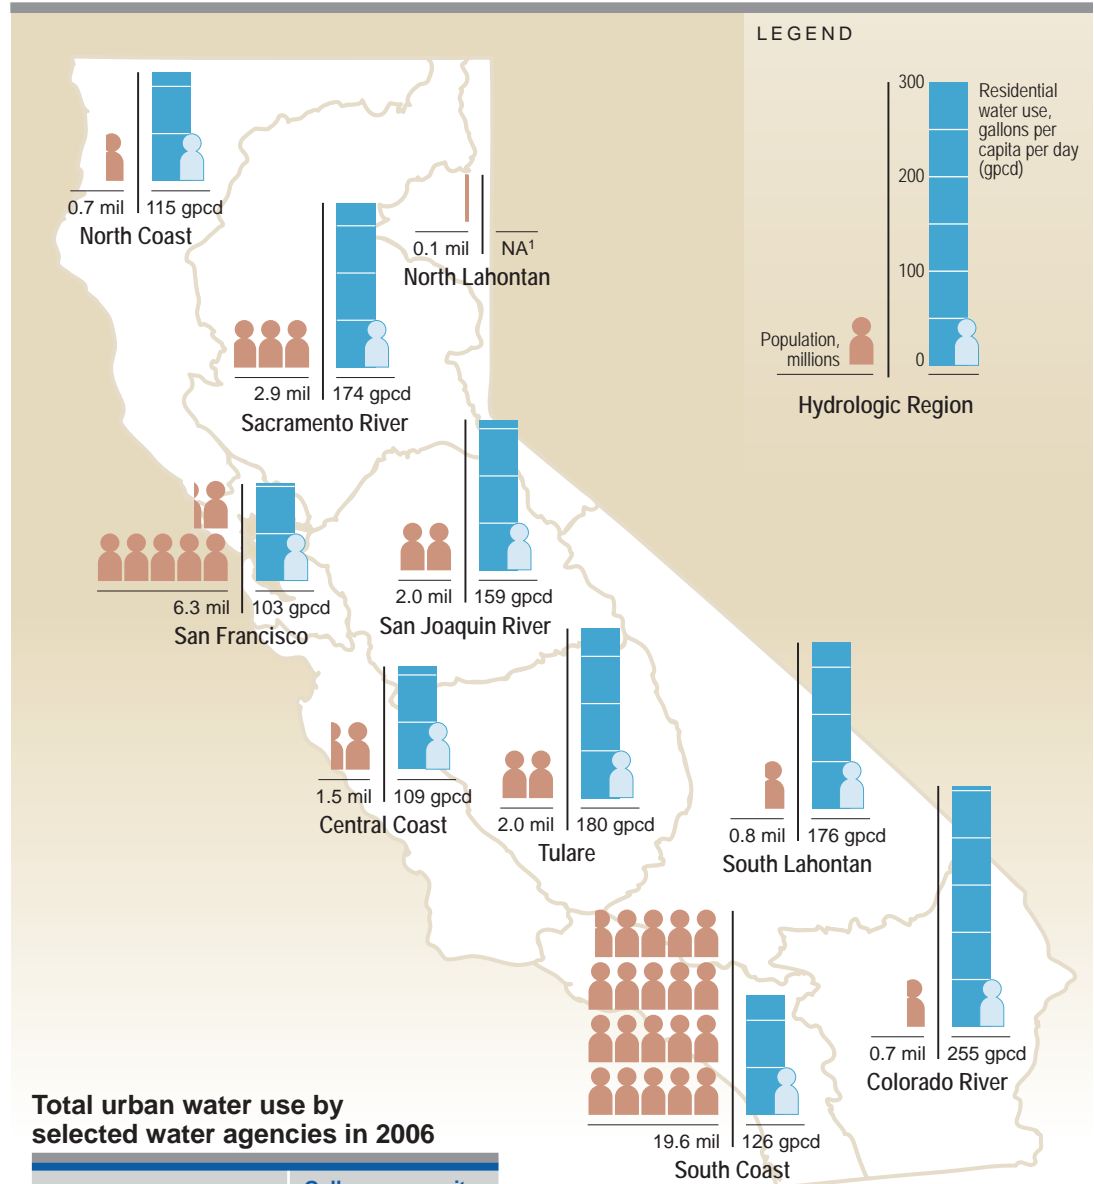 LEGEND
300
200
100
0
Residential
water use,
gallons per
capita per day
(gpcd)
Population,
millions
Hydrologic Region
0.7 mil 115 gpcd
North Coast
0.1 mil NA¹
North Lahontan
2.9 mil 174 gpcd
Sacramento River
6.3 mil 103 gpcd
San Francisco
2.0 mil 159 gpcd
San Joaquin River
1.5 mil 109 gpcd
Central Coast
2.0 mil 180 gpcd
Tulare
0.8 mil 176 gpcd
South Lahontan
0.7 mil 255 gpcd
Colorado River
19.6 mil 126 gpcd
South Coast
Total urban water use by
selected water agencies in 2006